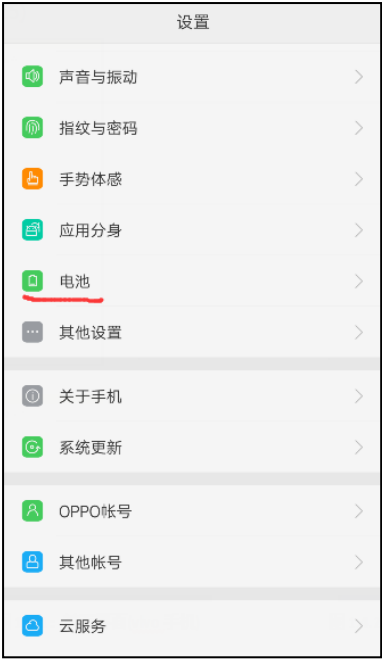 设置
声音与振动
指纹与密码
手势体感
应用分身
电池
其他设置
关于手机
系统更新
OPPO帐号
其他帐号
云服务